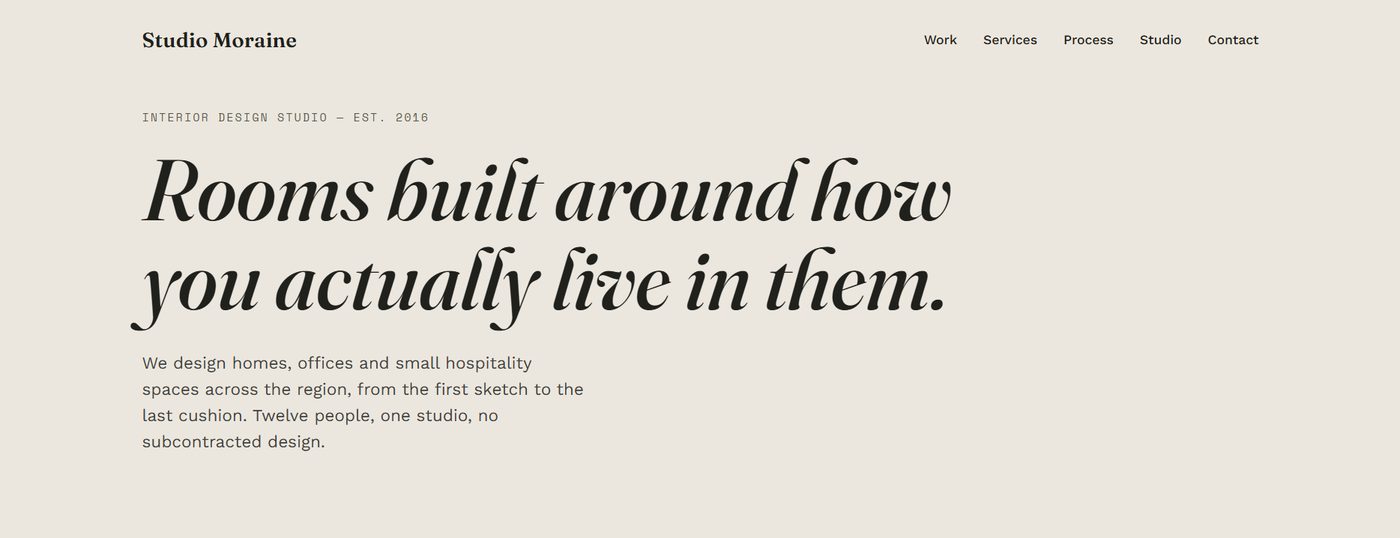 Studio Moraine
Work Services Process Studio Contact
INTERIOR DESIGN STUDIO — EST. 2016
Rooms built around how
you actually live in them.
We design homes, offices and small hospitality
spaces across the region, from the first sketch to the
last cushion. Twelve people, one studio, no
subcontracted design.